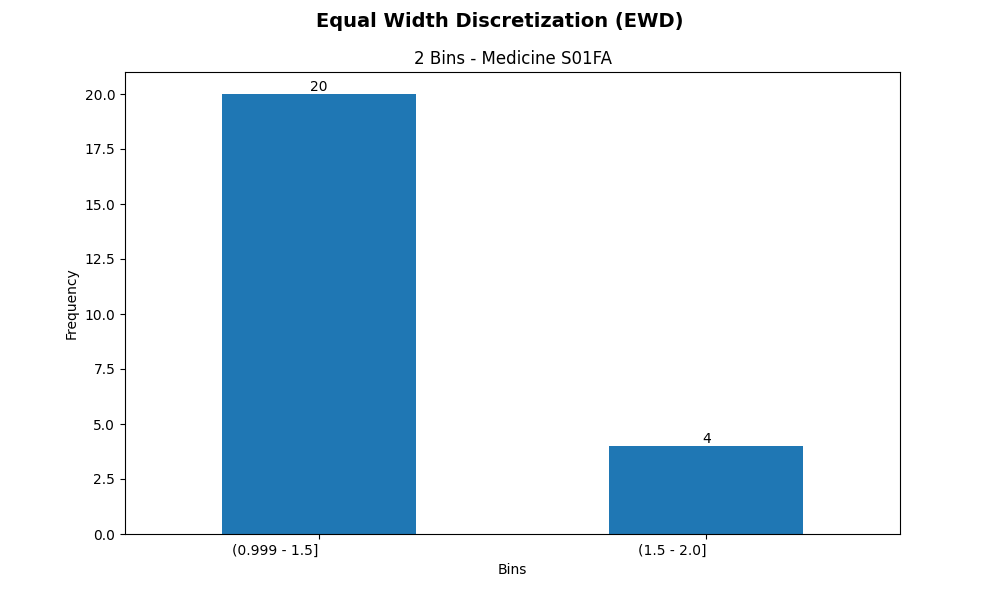 Equal Width Discretization (EWD)
2 Bins - Medicine S01FA
20
4
20.0
17.5
15.0
12.5
10.0
7.5
5.0
2.5
0.0
Frequency
(0.999 - 1.5]
(1.5 - 2.0]
Bins